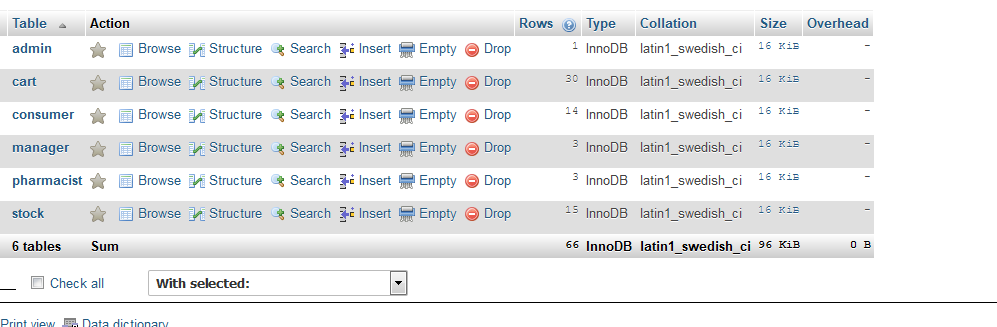 Table Action Rows Type Collation Size Overhead
admin Browse Structure Search Insert Empty Drop 1 InnoDB latin1_swedish_ci 16 KiB -
cart Browse Structure Search Insert Empty Drop 30 InnoDB latin1_swedish_ci 16 KiB -
consumer Browse Structure Search Insert Empty Drop 14 InnoDB latin1_swedish_ci 16 KiB -
manager Browse Structure Search Insert Empty Drop 3 InnoDB latin1_swedish_ci 16 KiB -
pharmacist Browse Structure Search Insert Empty Drop 3 InnoDB latin1_swedish_ci 16 KiB -
stock Browse Structure Search Insert Empty Drop 15 InnoDB latin1_swedish_ci 16 KiB -
6 tables Sum 66 InnoDB latin1_swedish_ci 96 KiB 0 B
Check all With selected:
Print view Data dictionary